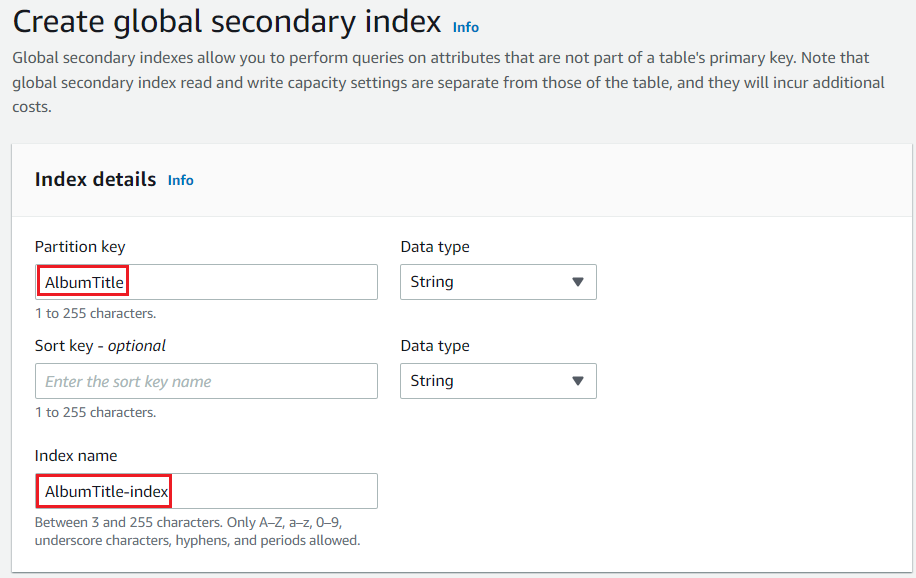 Create global secondary index Info
Global secondary indexes allow you to perform queries on attributes that are not part of a table's primary key. Note that
global secondary index read and write capacity settings are separate from those of the table, and they will incur additional
costs.
Index details Info
Partition key
Data type
AlbumTitle
String
1 to 255 characters.
Sort key - optional
Data type
Enter the sort key name
String
1 to 255 characters.
Index name
AlbumTitle-index
Between 3 and 255 characters. Only A–Z, a–z, 0–9,
underscore characters, hyphens, and periods allowed.